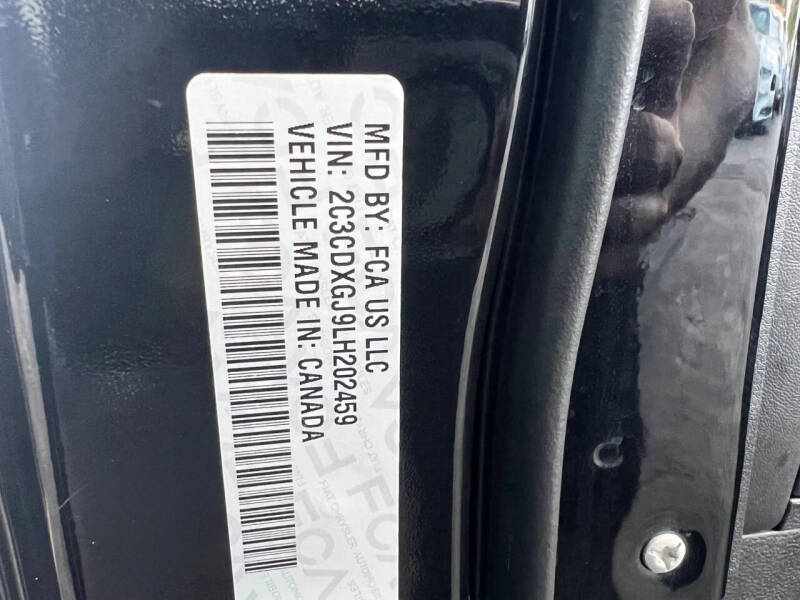 MFD BY: FCA US LLC
VIN: 2C3CDXGJ9LH202459
VEHICLE MADE IN: CANADA